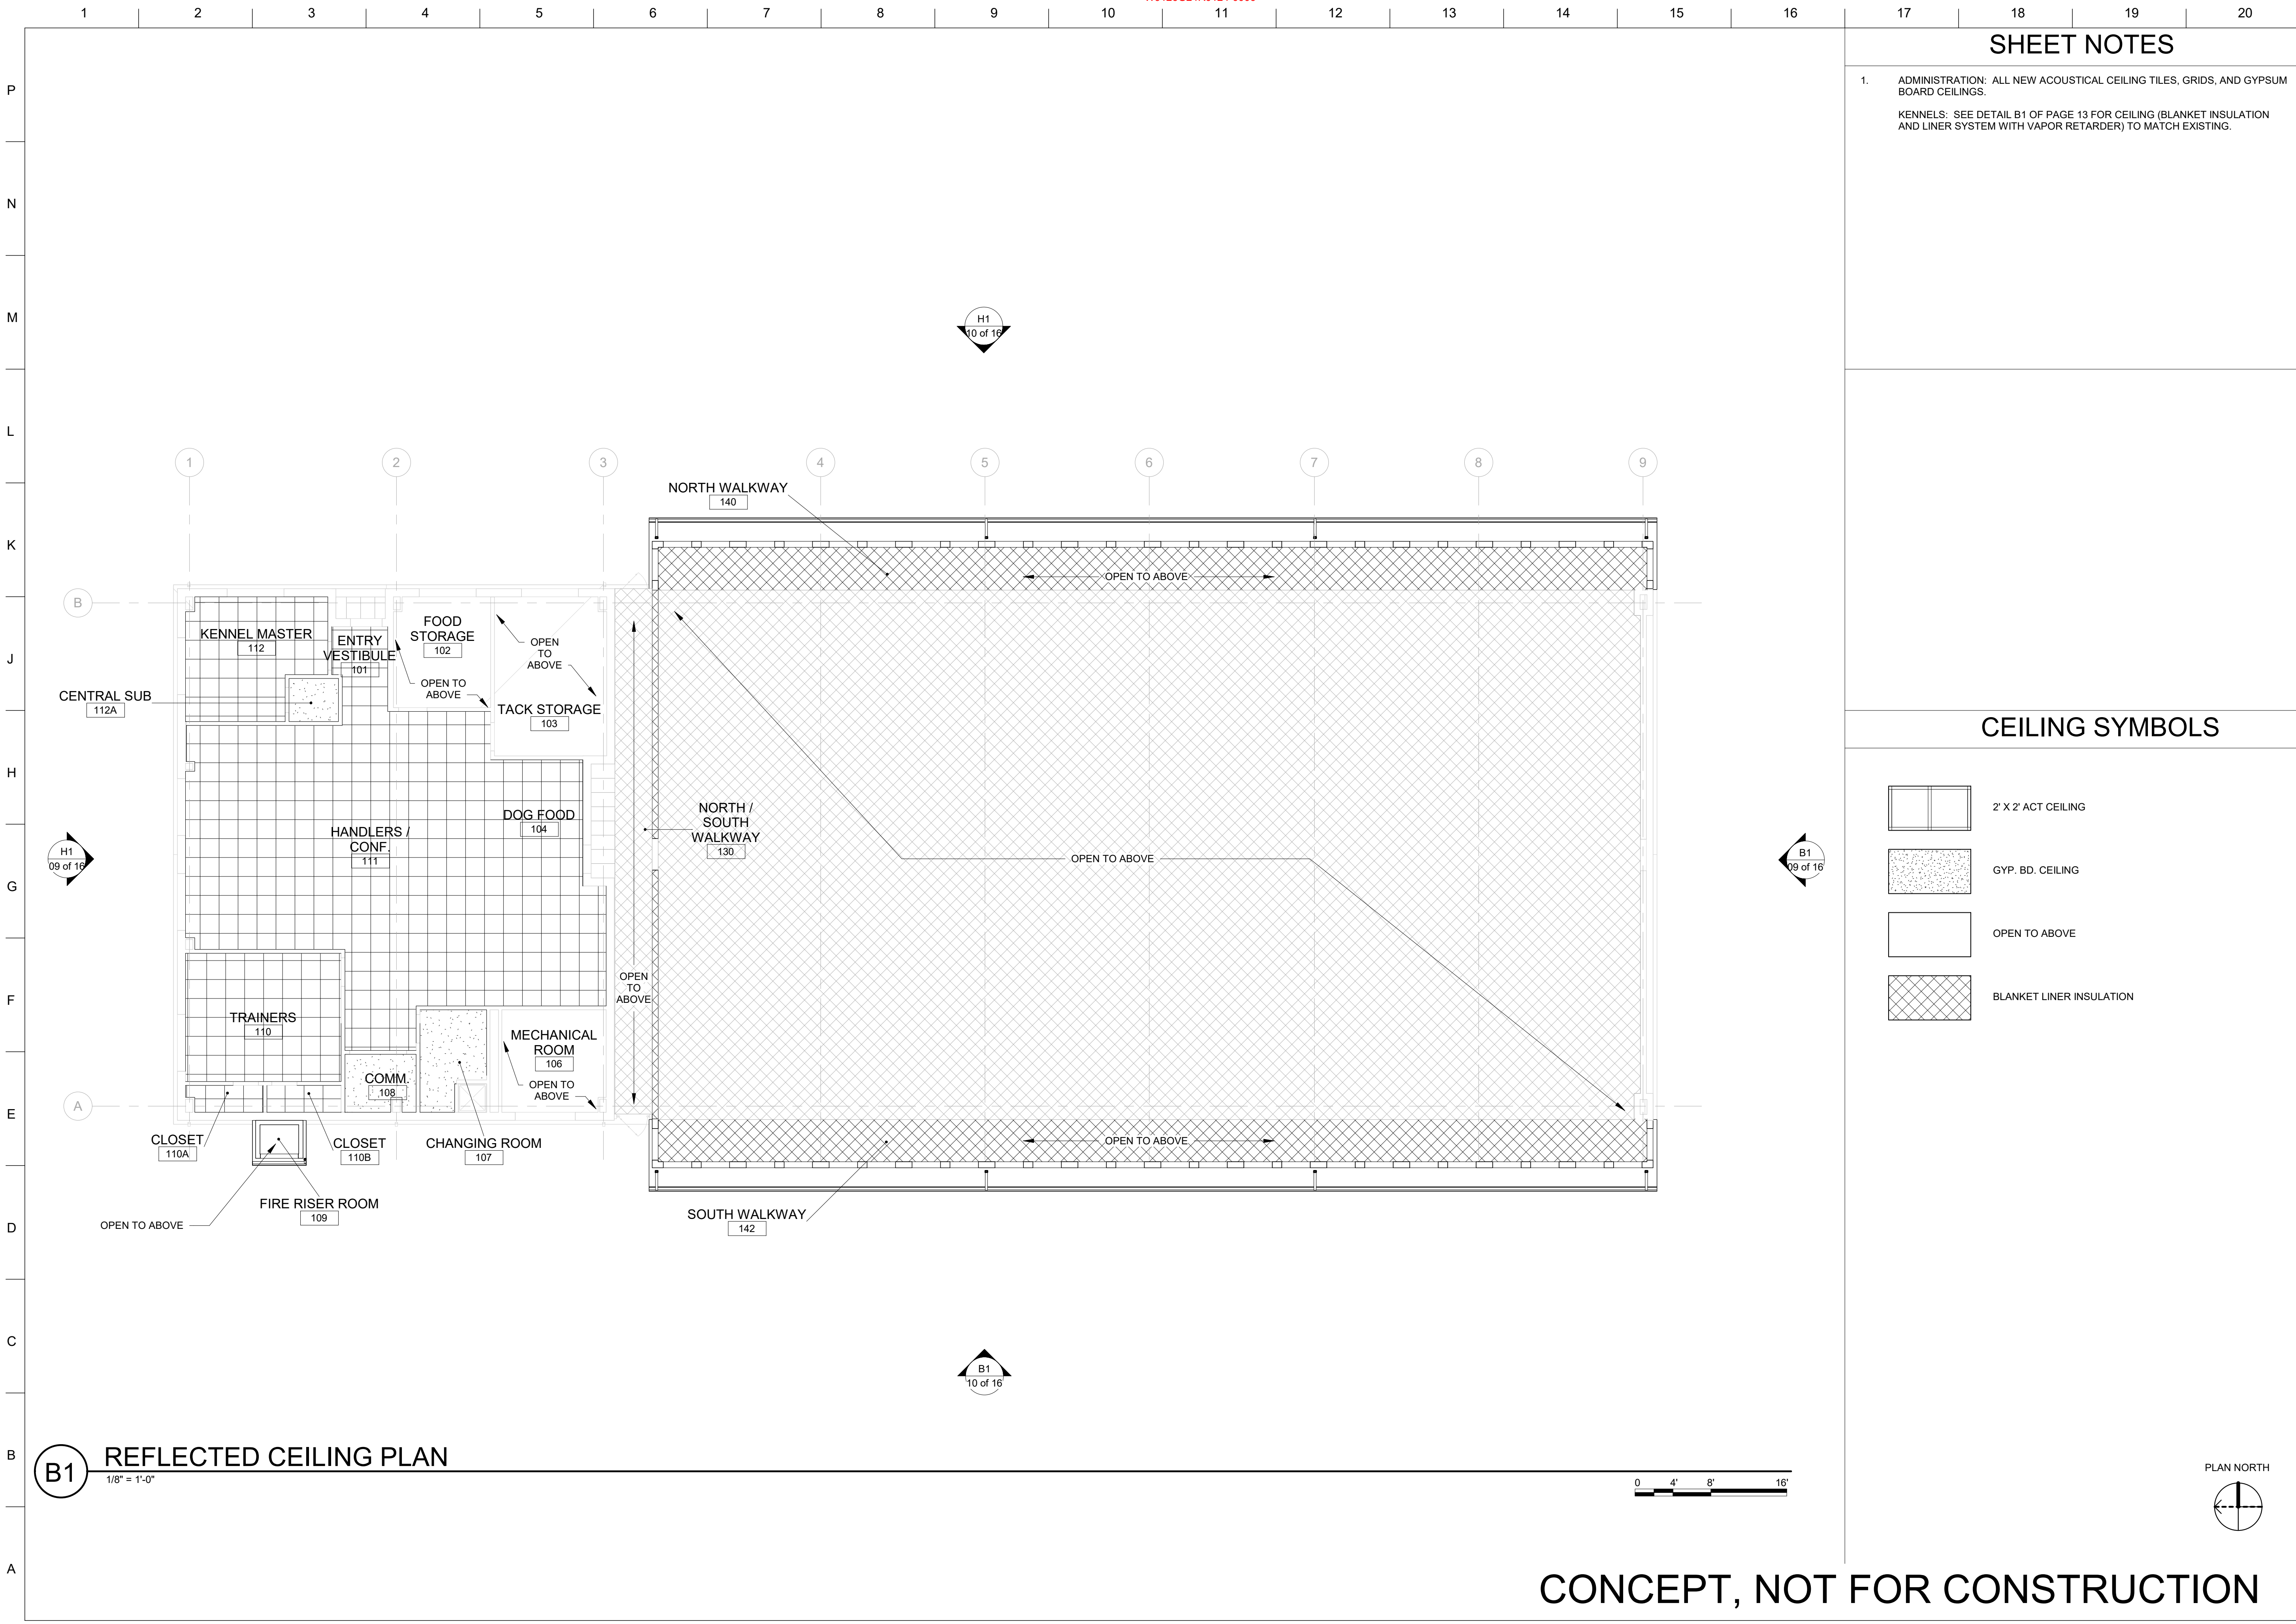 1 2 3 4 5 6 7 8 9 10 11 12 13 14 15 16 17 18 19 20
P
N
M
L
K
J
H
G
F
E
D
C
B
A
SHEET NOTES
1. ADMINISTRATION: ALL NEW ACOUSTICAL CEILING TILES, GRIDS, AND GYPSUM
BOARD CEILINGS.
KENNELS: SEE DETAIL B1 OF PAGE 13 FOR CEILING (BLANKET INSULATION
AND LINER SYSTEM WITH VAPOR RETARDER) TO MATCH EXISTING.
H1
10 of 16
1 2 3 4 5 6 7 8 9
NORTH WALKWAY
140
OPEN TO ABOVE
B
KENNEL MASTER
112
ENTRY
VESTIBULE
101
FOOD
STORAGE
102
OPEN
TO
ABOVE
OPEN TO
ABOVE
CENTRAL SUB
112A
TACK STORAGE
103
DOG FOOD
104
HANDLERS /
CONF.
111
NORTH /
SOUTH
WALKWAY
130
OPEN TO ABOVE
H1
09 of 16
B1
09 of 16
OPEN
TO
ABOVE
TRAINERS
110
MECHANICAL
ROOM
106
OPEN TO
ABOVE
COMM.
108
A
OPEN TO ABOVE
CLOSET
110A
CLOSET
110B
CHANGING ROOM
107
FIRE RISER ROOM
109
OPEN TO ABOVE
SOUTH WALKWAY
142
B1
10 of 16
CEILING SYMBOLS
2' X 2' ACT CEILING
GYP. BD. CEILING
OPEN TO ABOVE
BLANKET LINER INSULATION
B1
REFLECTED CEILING PLAN
1/8" = 1'-0"
0 4' 8' 16'
PLAN NORTH
CONCEPT, NOT FOR CONSTRUCTION